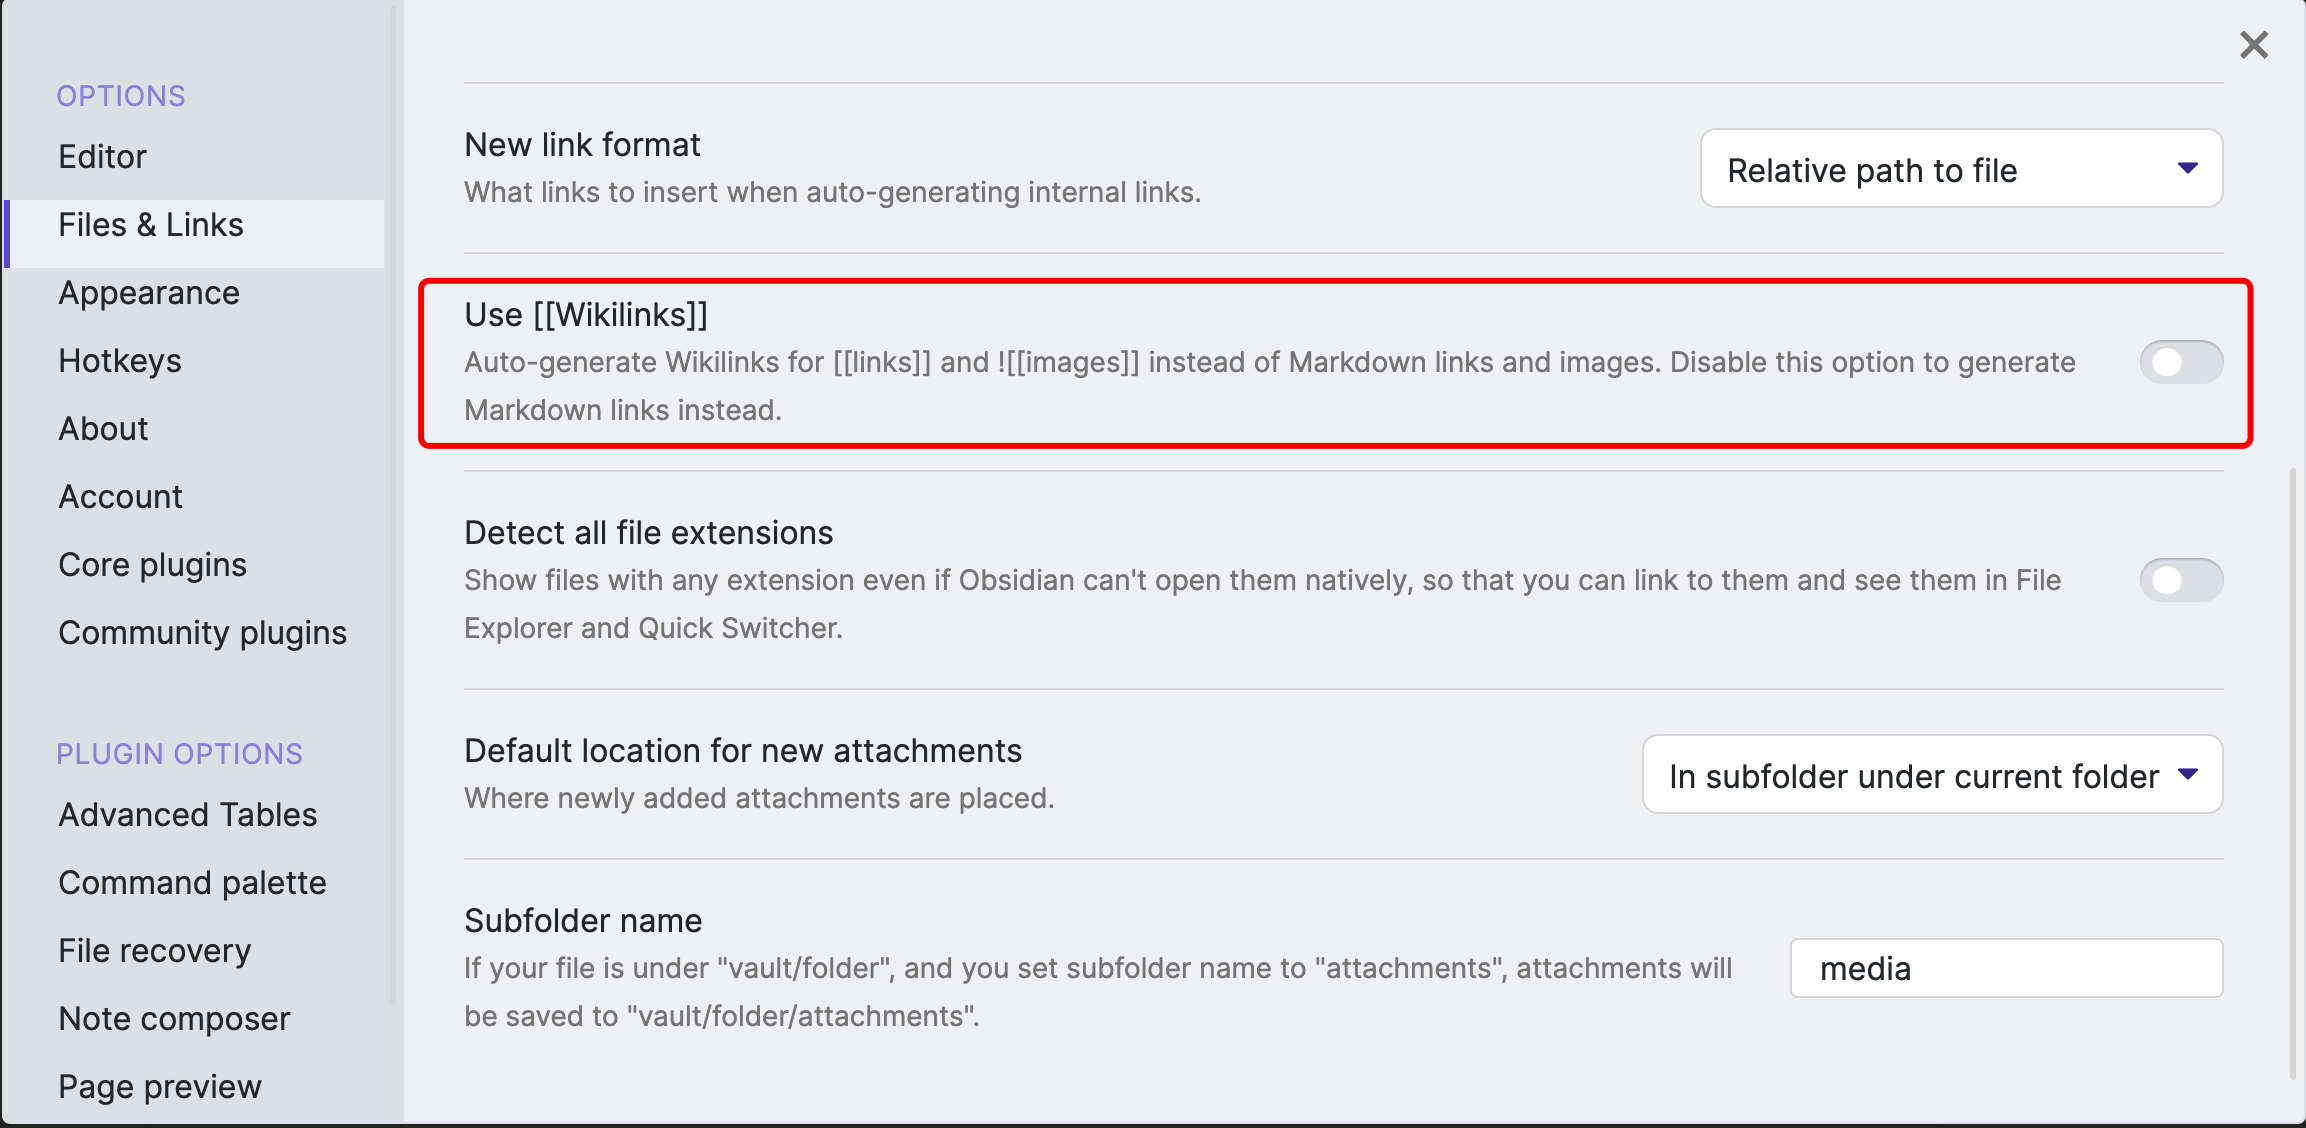 OPTIONS
Editor
Files & Links
Appearance
Hotkeys
About
Account
Core plugins
Community plugins
PLUGIN OPTIONS
Advanced Tables
Command palette
File recovery
Note composer
Page preview
New link format
What links to insert when auto-generating internal links.
Relative path to file
Use [[Wikilinks]]
Auto-generate Wikilinks for [[links]] and ![[images]] instead of Markdown links and images. Disable this option to generate
Markdown links instead.
Detect all file extensions
Show files with any extension even if Obsidian can't open them natively, so that you can link to them and see them in File
Explorer and Quick Switcher.
Default location for new attachments
Where newly added attachments are placed.
In subfolder under current folder
Subfolder name
If your file is under "vault/folder", and you set subfolder name to "attachments", attachments will
be saved to "vault/folder/attachments".
media